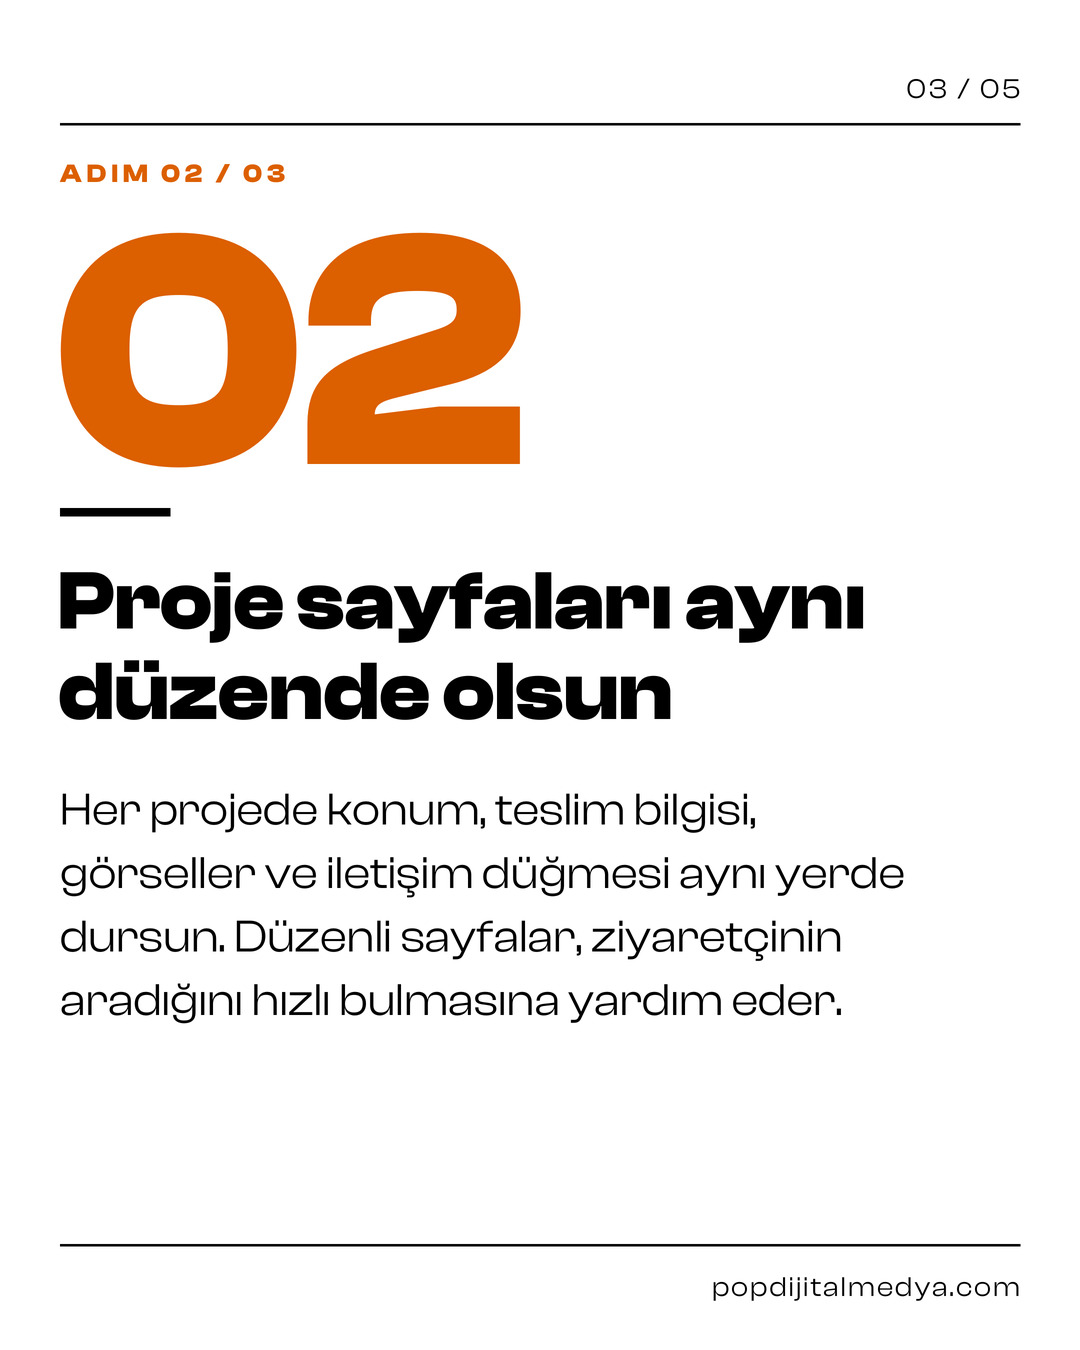 03 / 05
ADIM 02 / 03
02
Proje sayfaları aynı
düzende olsun
Her projede konum, teslim bilgisi,
görseller ve iletişim düğmesi aynı yerde
dursun. Düzenli sayfalar, ziyaretçinin
aradığını hızlı bulmasına yardım eder.
popdijitalmedya.com